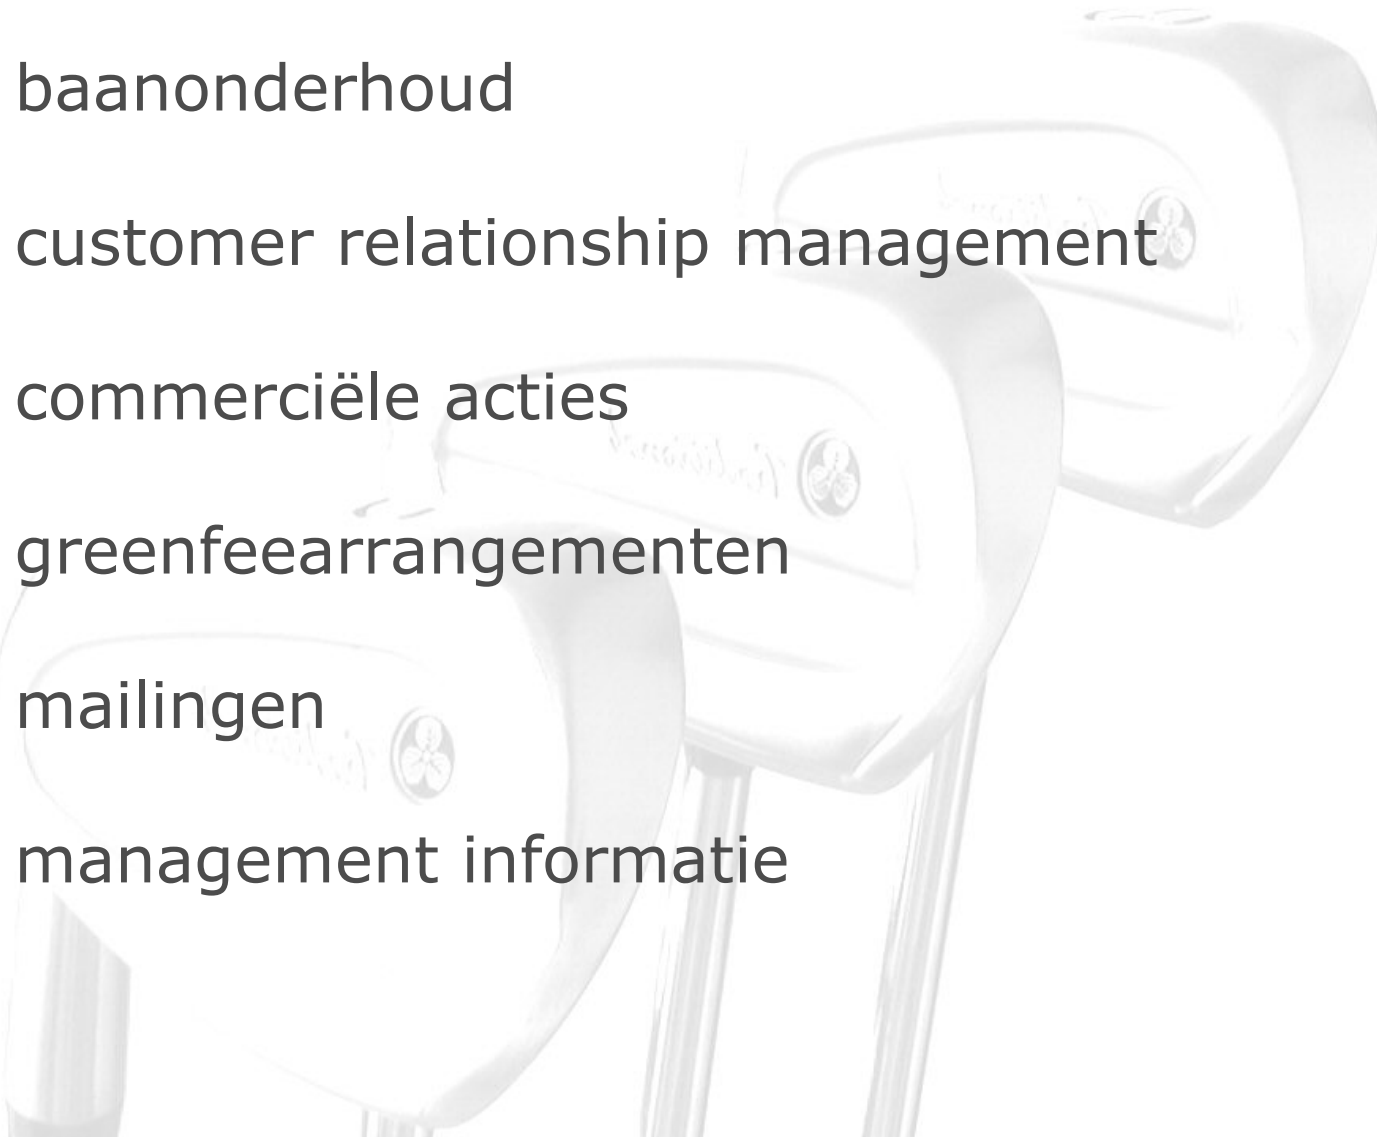 baanonderhoud
customer relationship management
commerciële acties
greenfeearrangementen
mailingen
management informatie